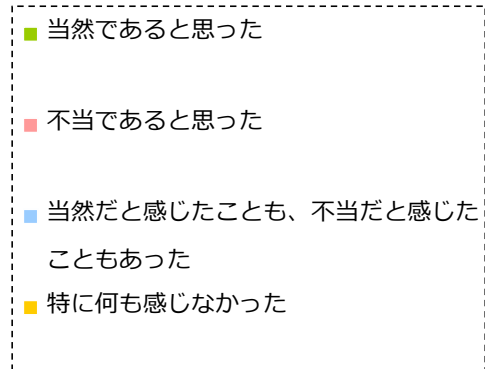 当然であると思った
不当であると思った
当然だと感じたことも、不当だと感じた
こともあった
特に何も感じなかった